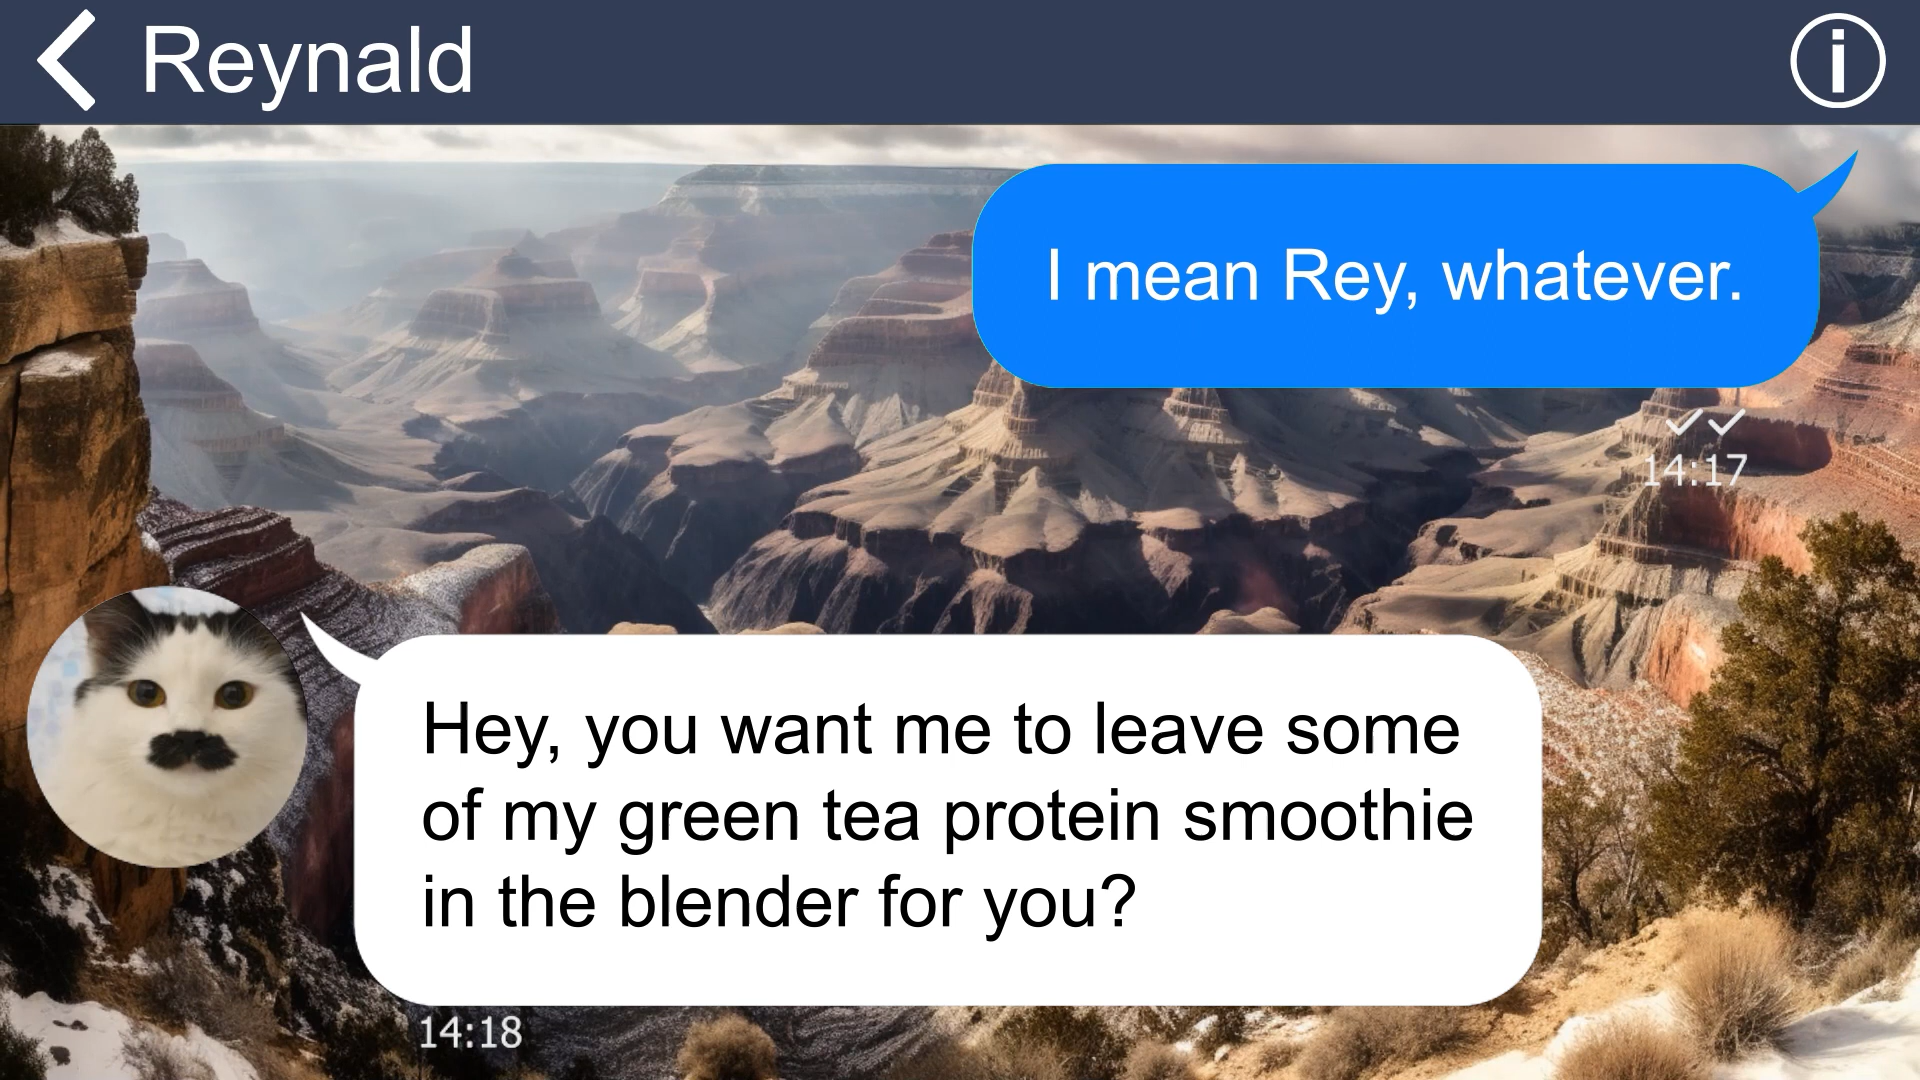 Reynald
I mean Rey, whatever.
14:17
Hey, you want me to leave some
of my green tea protein smoothie
in the blender for you?
14:18